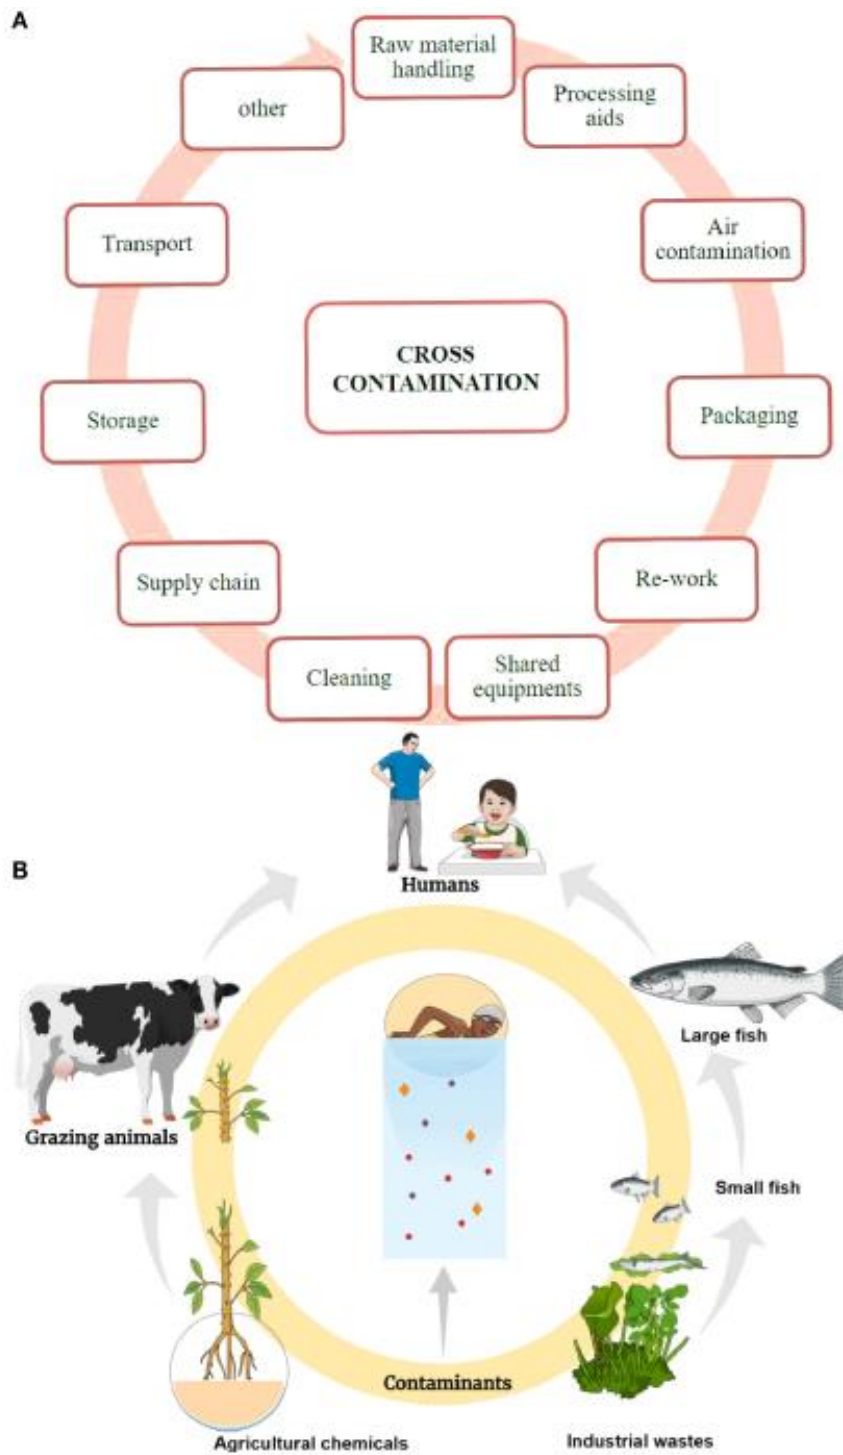 A
Raw material
handling
Processing
aids
Air
contamination
Packaging
Re-work
Shared
equipments
Cleaning
Supply chain
Storage
Transport
other
CROSS
CONTAMINATION
B
Humans
Grazing animals
Large fish
Small fish
Contaminants
Agricultural chemicals
Industrial wastes